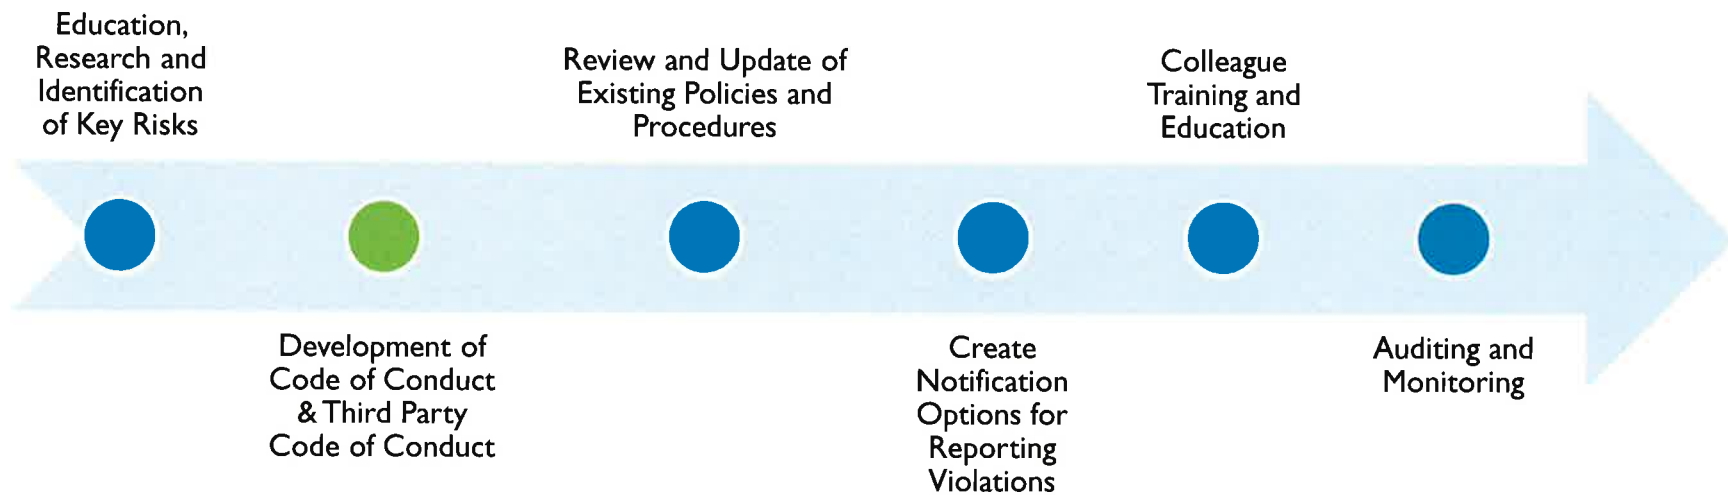 Education,
Research and
Identification
of Key Risks
Development of
Code of Conduct
& Third Party
Code of Conduct
Review and Update of
Existing Policies and
Procedures
Create
Notification
Options for
Reporting
Violations
Colleague
Training and
Education
Auditing and
Monitoring